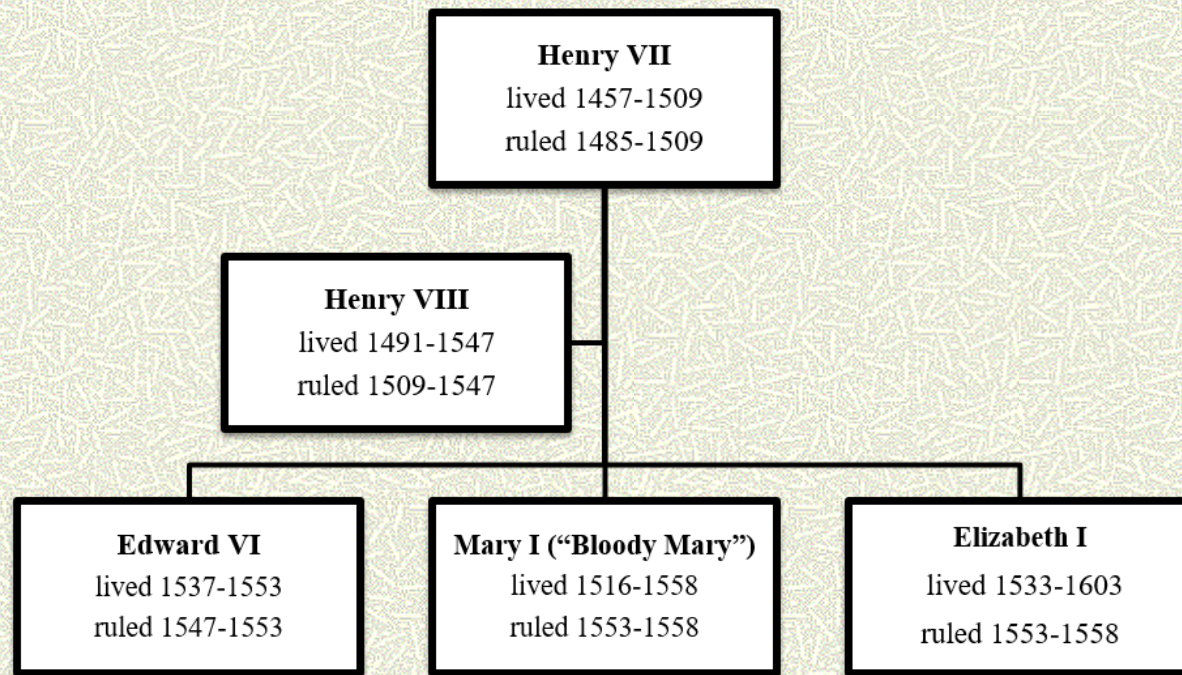 Henry VII
lived 1457-1509
ruled 1485-1509
Henry VIII
lived 1491-1547
ruled 1509-1547
Edward VI
lived 1537-1553
ruled 1547-1553
Mary I (“Bloody Mary”)
lived 1516-1558
ruled 1553-1558
Elizabeth I
lived 1533-1603
ruled 1553-1558